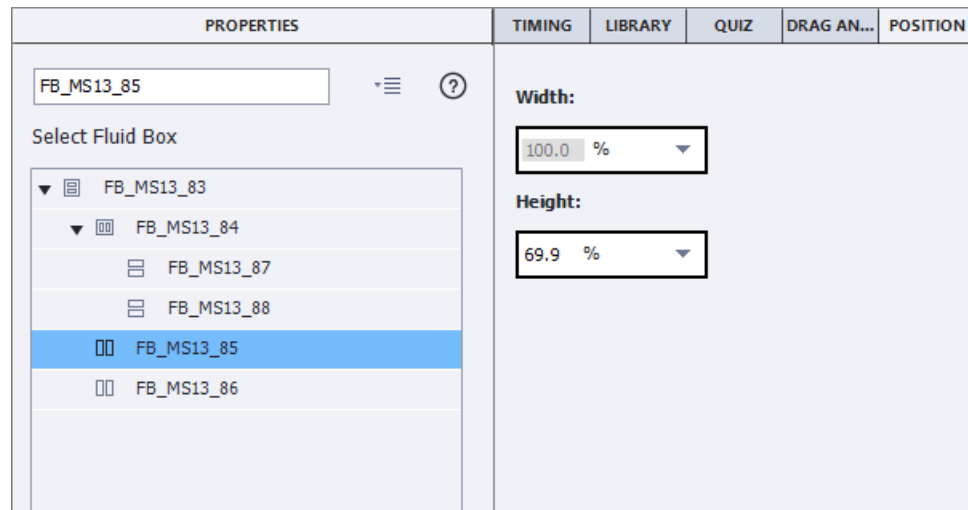 PROPERTIES
TIMING
LIBRARY
QUIZ
DRAG AN...
POSITION
FB_MS13_85
?
Select Fluid Box
FB_MS13_83
FB_MS13_84
FB_MS13_87
FB_MS13_88
FB_MS13_85
FB_MS13_86
Width:
100.0 %
Height:
69.9 %